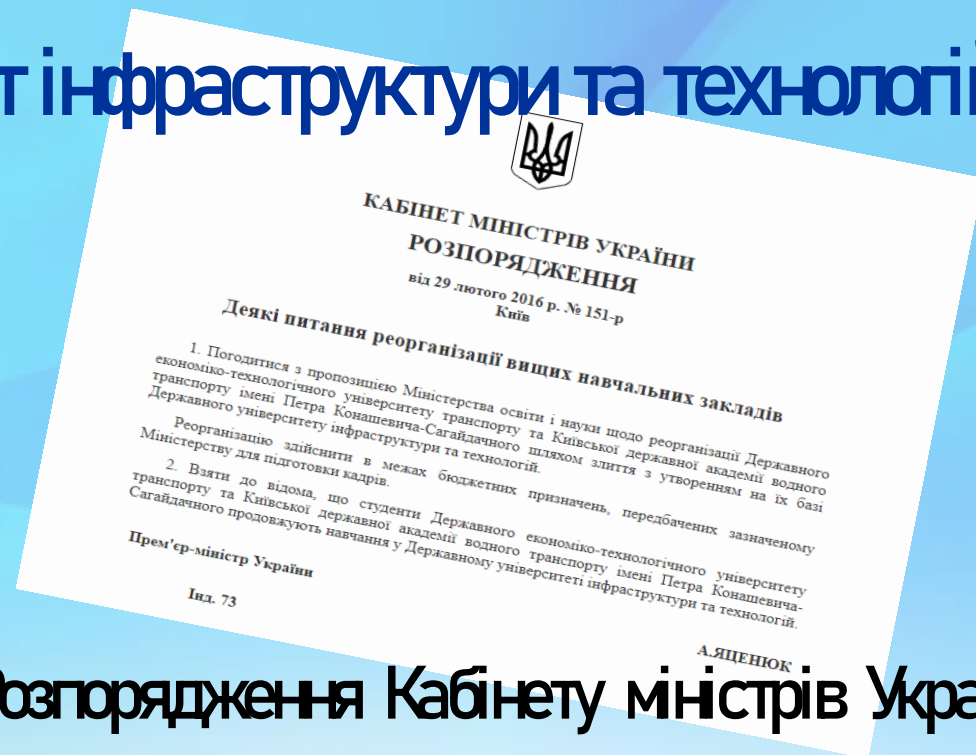 т інфраструктури та технологій
КАБІНЕТ МІНІСТРІВ УКРАЇНИ
РОЗПОРЯДЖЕННЯ
від 29 лютого 2016 р. № 151-р
Київ
Деякі питання реорганізації вищих навчальних закладів
1. Погодитися з пропозицією Міністерства освіти і науки щодо реорганізації Державного
економіко-технологічного університету транспорту та Київської державної академії водного
транспорту імені Петра Конашевича-Сагайдачного шляхом злиття з утворенням на їх базі
Державного університету інфраструктури та технологій.
Реорганізацію здійснити в межах бюджетних призначень, передбачених зазначеному
Міністерству для підготовки кадрів.
2. Взяти до відома, що студенти Державного економіко-технологічного університету
транспорту та Київської державної академії водного транспорту імені Петра Конашевича-
Сагайдачного продовжують навчання у Державному університеті інфраструктури та технологій.
Прем'єр-міністр України
А.ЯЦЕНЮК
Інд. 73
Розпорядження Кабінету міністрів Укра